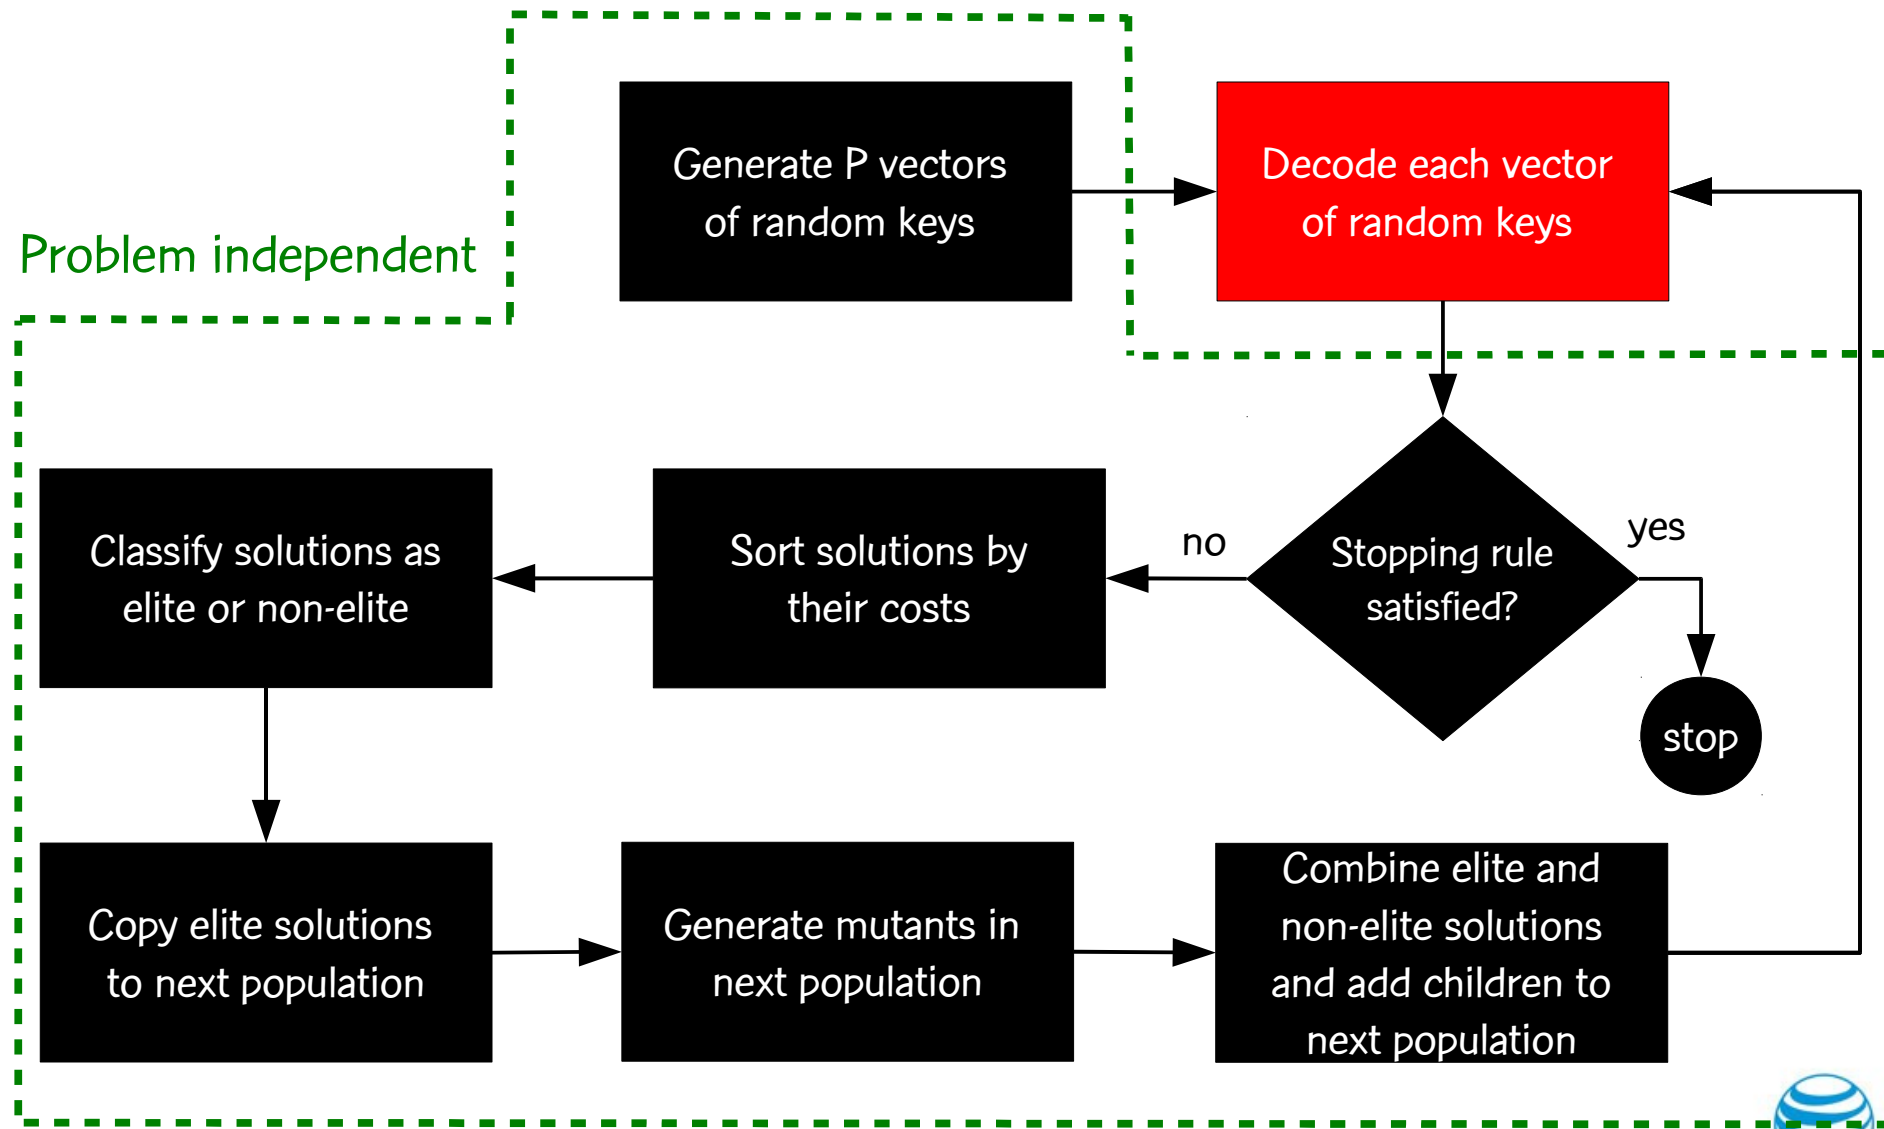 Problem independent
Generate P vectors
of random keys
Decode each vector
of random keys
Stopping rule
satisfied?
yes
stop
no
Sort solutions by
their costs
Classify solutions as
elite or non-elite
Copy elite solutions
to next population
Generate mutants in
next population
Combine elite and
non-elite solutions
and add children to
next population